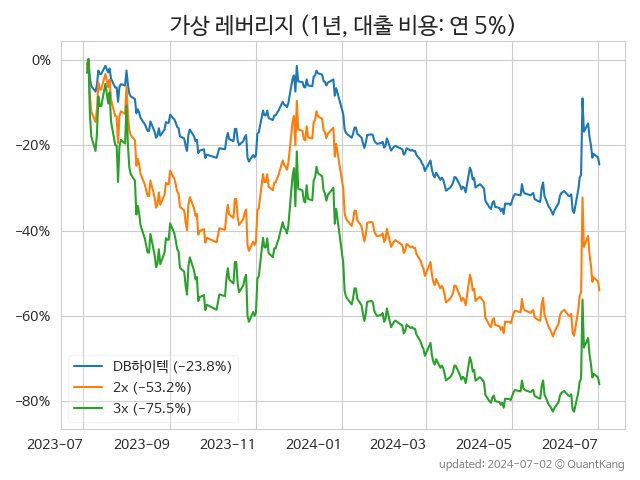 가상 레버리지 (1년, 대출 비용: 연 5%)
0%
−20%
−40%
−60%
−80%
DB하이텍 (−23.8%)
2x (−53.2%)
3x (−75.5%)
2023-07
2023-09
2023-11
2024-01
2024-03
2024-05
2024-07
updated: 2024-07-02 © QuantKang